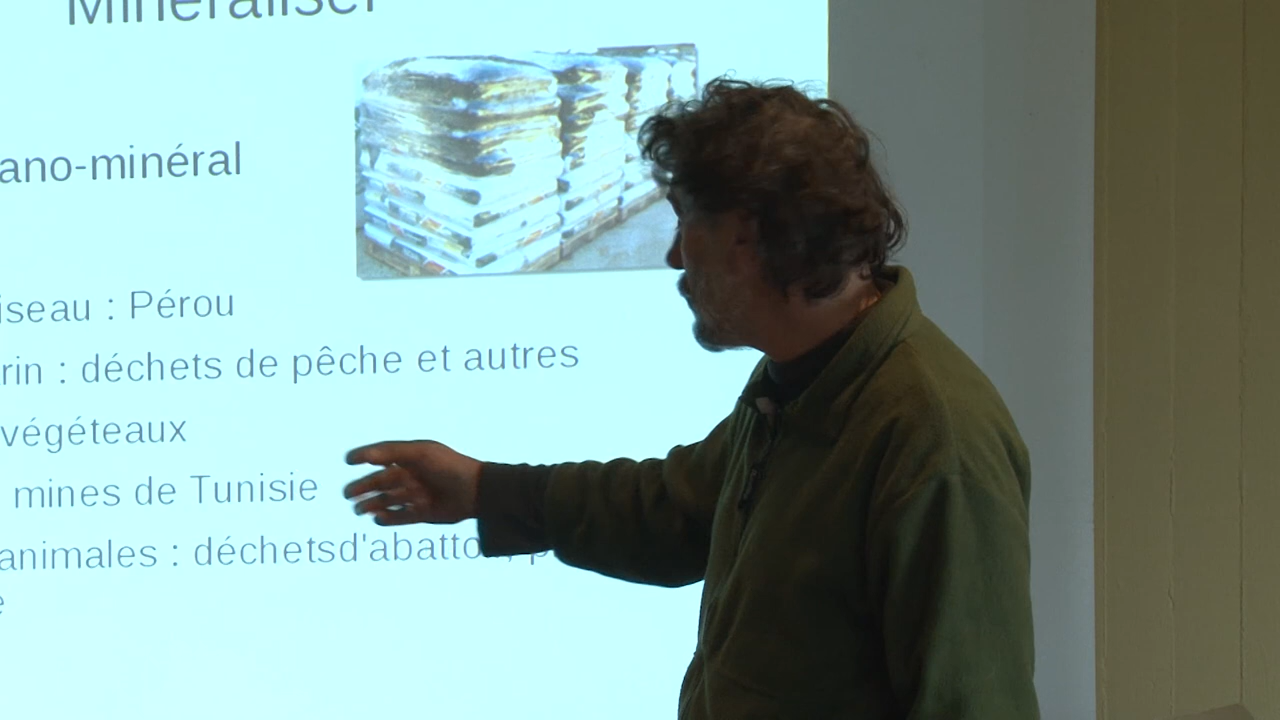 Minéraliser
ano-minéral
iseau : Pérou
rin : déchets de pêche et autres
végéteaux
mines de Tunisie
animales : déchetsd'abatto
e